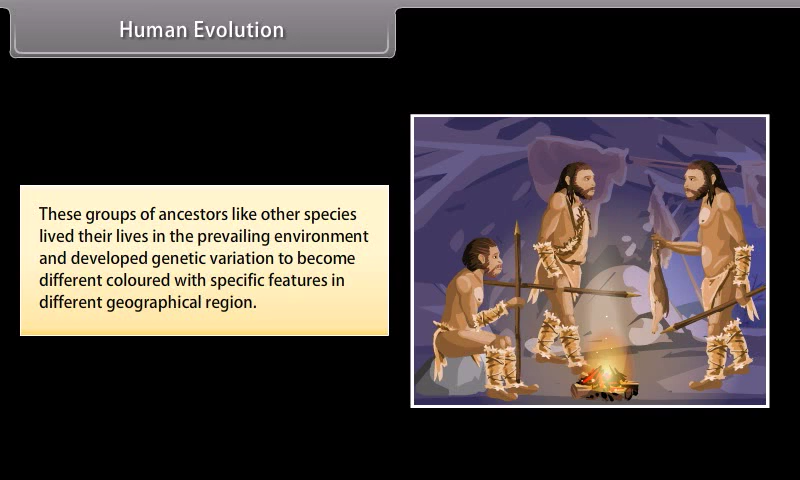 Human Evolution
These groups of ancestors like other species
lived their lives in the prevailing environment
and developed genetic variation to become
different coloured with specific features in
different geographical region.